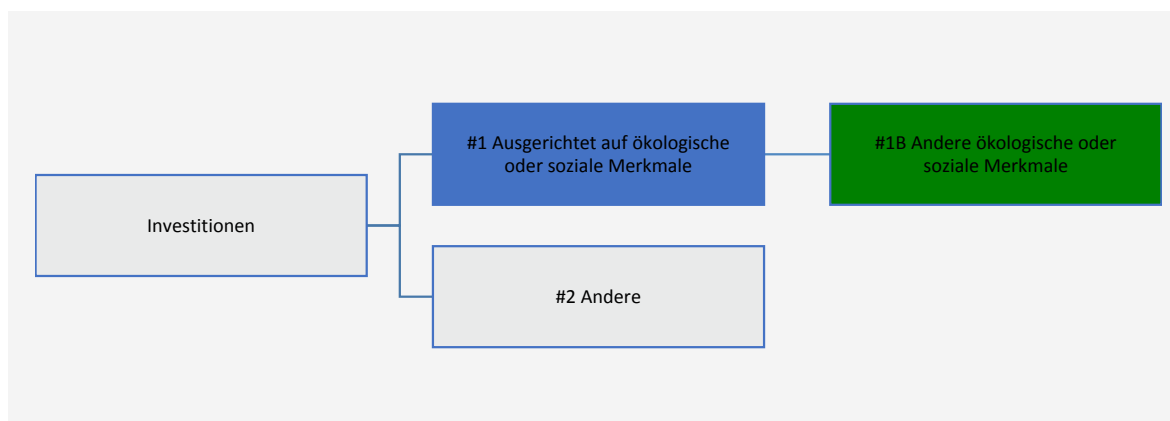 #1 Ausgerichtet auf ökologische
oder soziale Merkmale
#1B Andere ökologische oder
soziale Merkmale
Investitionen
#2 Andere